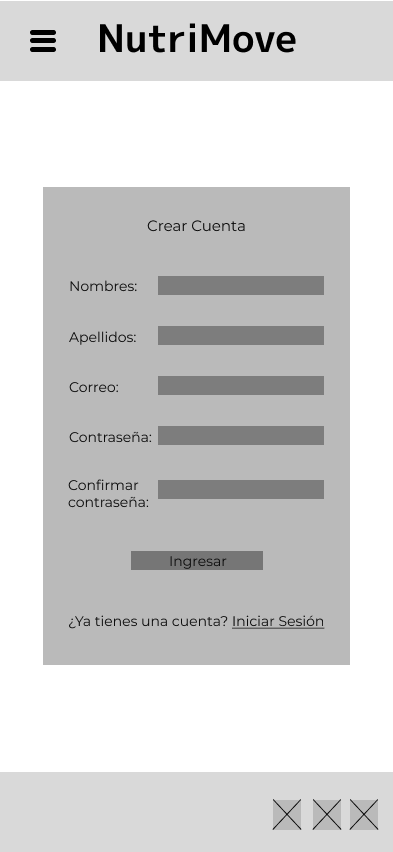 NutriMove
Crear Cuenta
Nombres:
Apellidos:
Correo:
Contraseña:
Confirmar
contraseña:
Ingresar
¿Ya tienes una cuenta? Iniciar Sesión